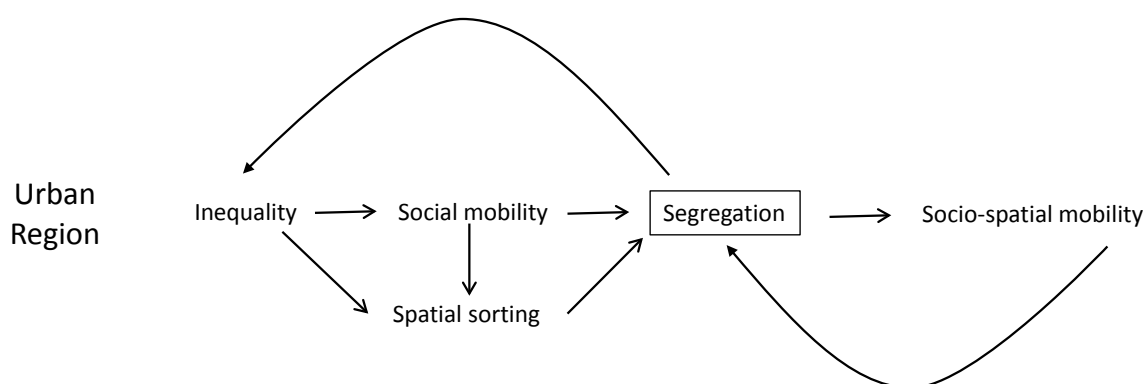 Urban
Region
Inequality
Social mobility
Segregation
Socio-spatial mobility
Spatial sorting